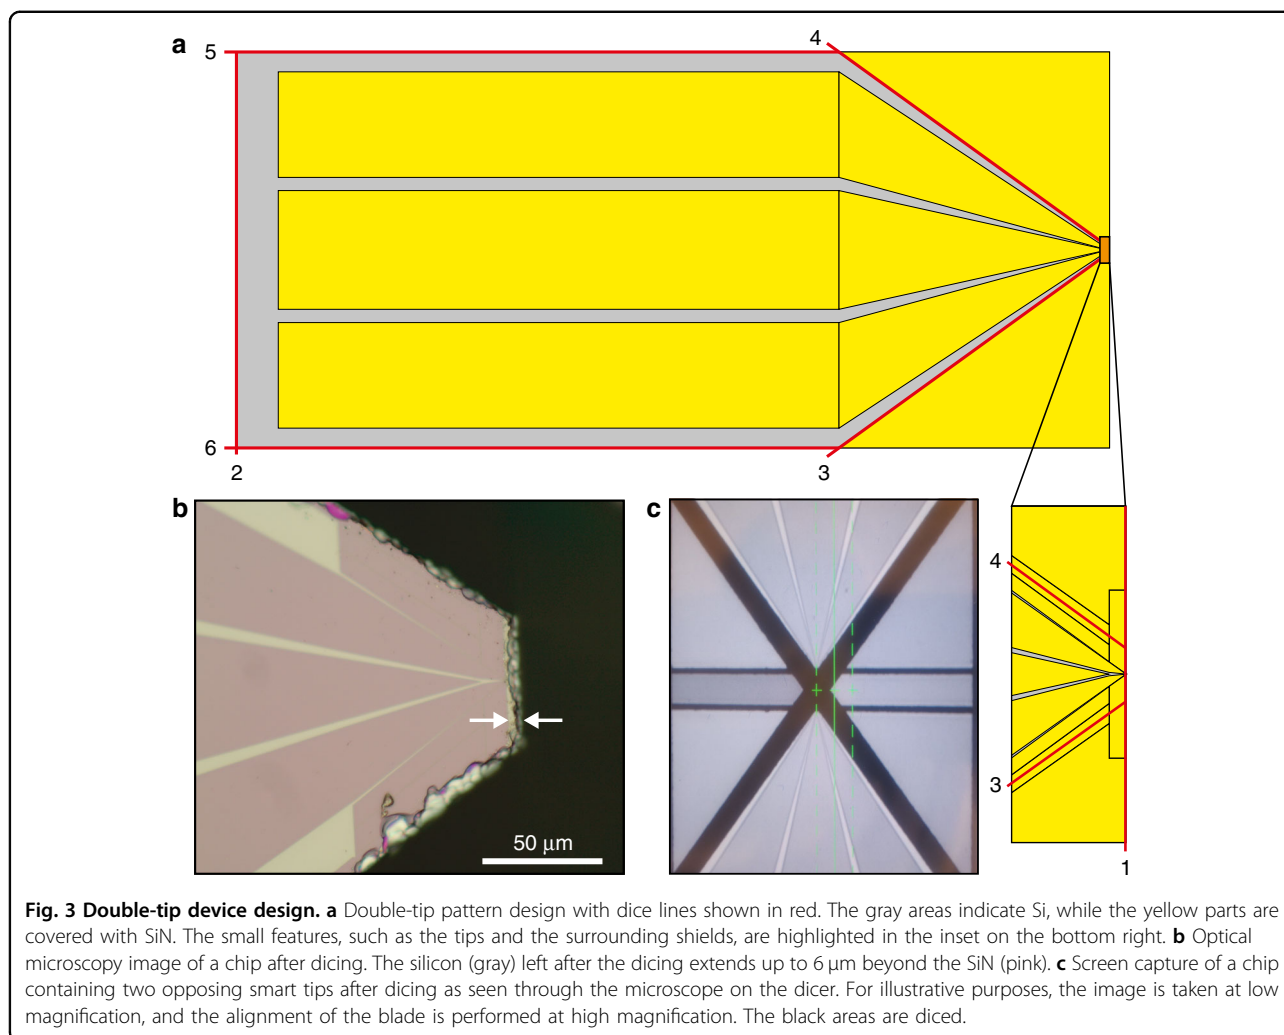 a
5
4
6
2
3
b
c
50 µm
4
3
1
Fig. 3 Double-tip device design. a Double-tip pattern design with dice lines shown in red. The gray areas indicate Si, while the yellow parts are
covered with SiN. The small features, such as the tips and the surrounding shields, are highlighted in the inset on the bottom right. b Optical
microscopy image of a chip after dicing. The silicon (gray) left after the dicing extends up to 6 µm beyond the SiN (pink). c Screen capture of a chip
containing two opposing smart tips after dicing as seen through the microscope on the dicer. For illustrative purposes, the image is taken at low
magnification, and the alignment of the blade is performed at high magnification. The black areas are diced.